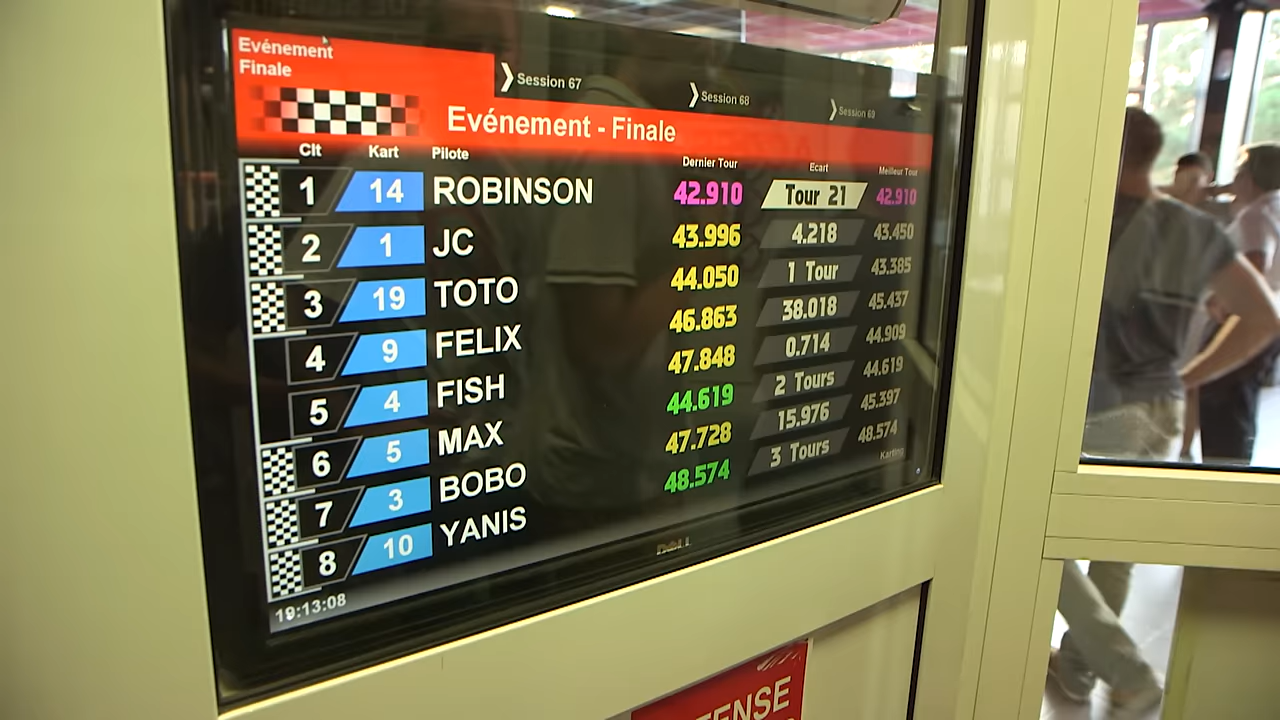 Evénement
Finale
Session 67
Session 68
Session 69
Evénement - Finale
Clt Kart Pilote Dernier Tour Ecart Meilleur Tour
1 14 ROBINSON 42.910 Tour 21 42.910
2 1 JC 43.996 4.218 43.450
3 19 TOTO 44.050 1 Tour 43.385
4 9 FELIX 46.863 38.018 45.437
5 4 FISH 47.848 0.714 44.909
6 5 MAX 44.619 2 Tours 44.619
7 3 BOBO 47.728 15.976 45.397
8 10 YANIS 48.574 3 Tours 48.574
Karting
19:13:08
DELL